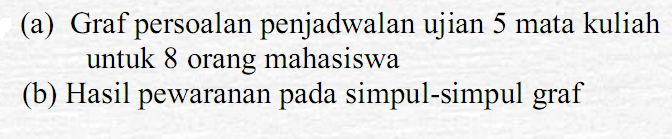 (a) Graf persoalan penjadwalan ujian 5 mata kuliah
untuk 8 orang mahasiswa
(b) Hasil pewaranan pada simpul-simpul graf